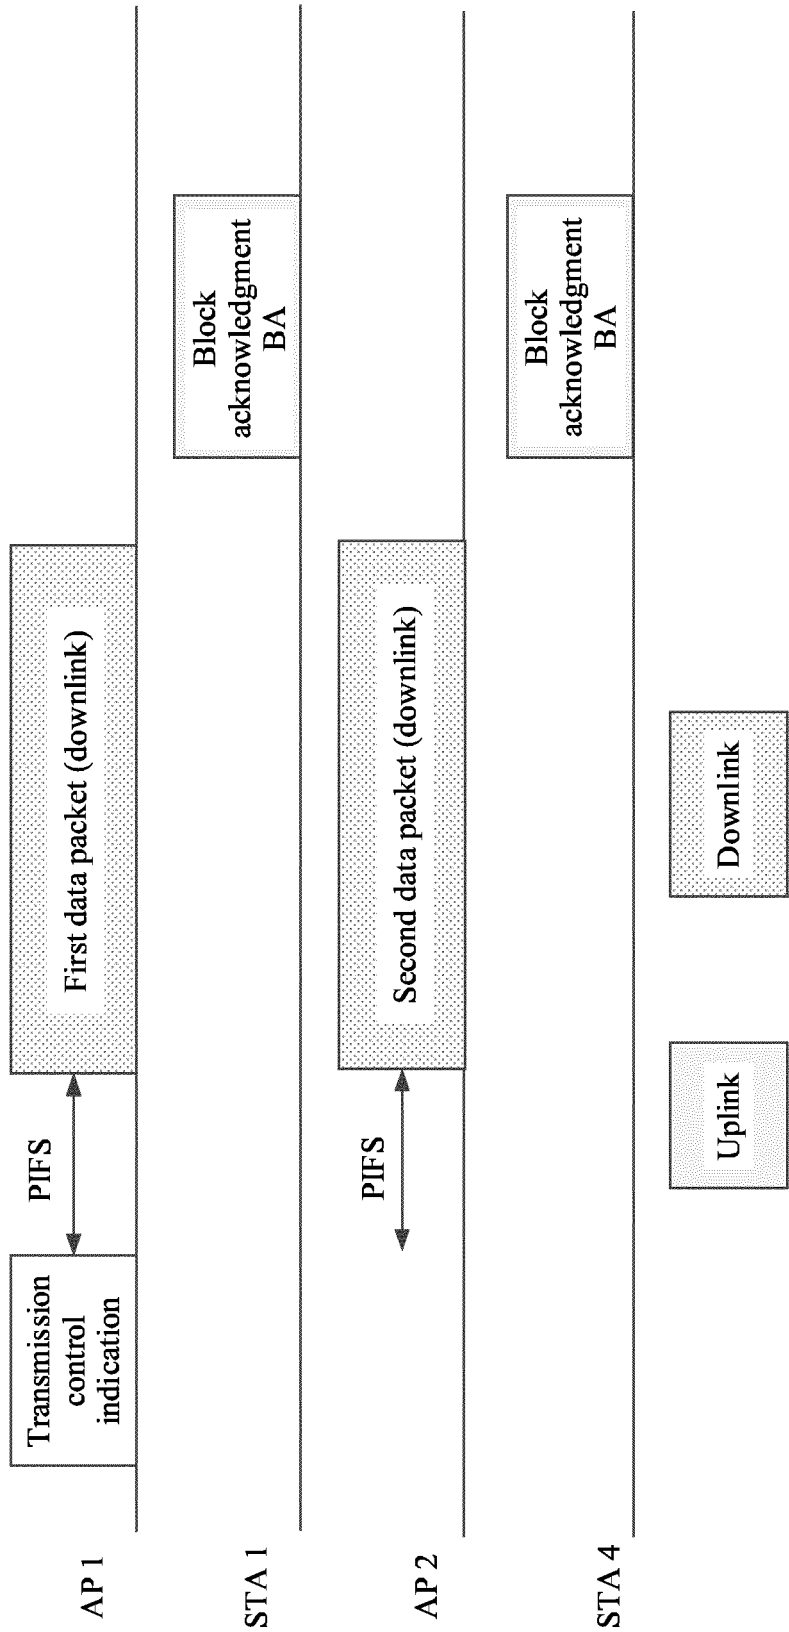 AP 1
Transmission
control
indication
PIFS
First data packet (downlink)
STA 1
Block
acknowledgment
BA
AP 2
PIFS
Second data packet (downlink)
STA 4
Block
acknowledgment
BA
Uplink
Downlink